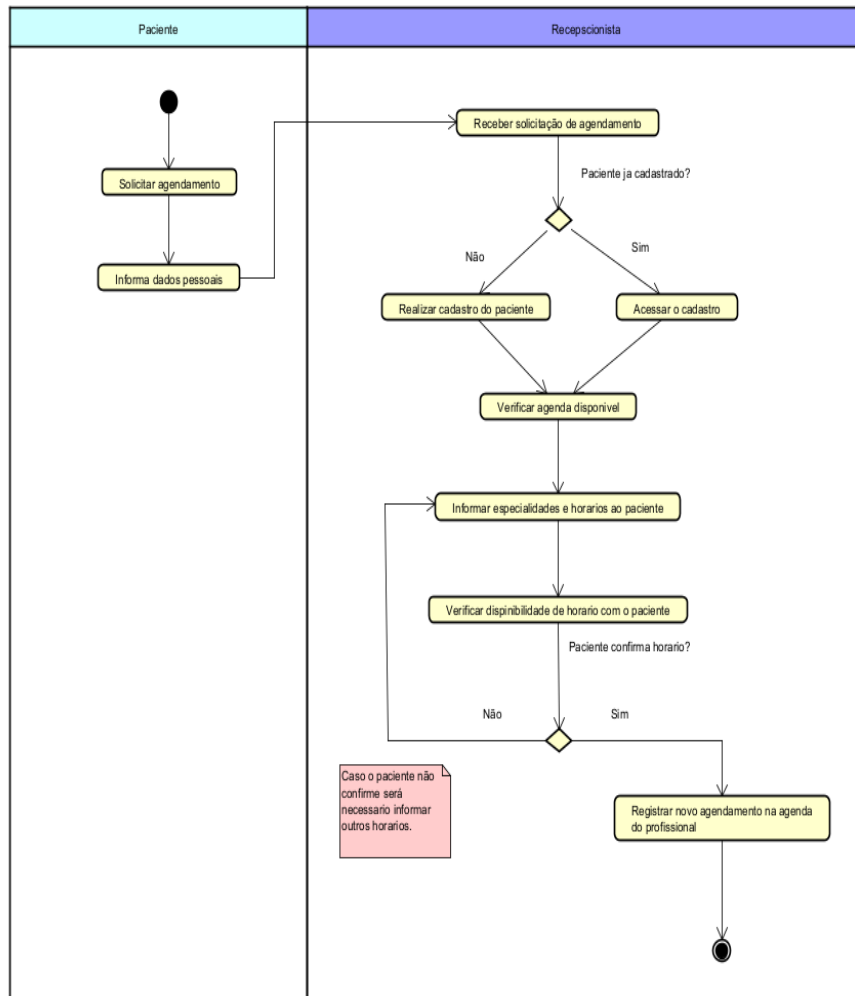 Paciente
Recepscionista
Receber solicitação de agendamento
Solicitar agendamento
Paciente ja cadastrado?
Informa dados pessoais
Não
Sim
Realizar cadastro do paciente
Acessar o cadastro
Verificar agenda disponivel
Informar especialidades e horarios ao paciente
Verificar dispinibilidade de horario com o paciente
Paciente confirma horario?
Não
Sim
Caso o paciente não
confirme será
necessario informar
outros horarios.
Registrar novo agendamento na agenda
do profissional